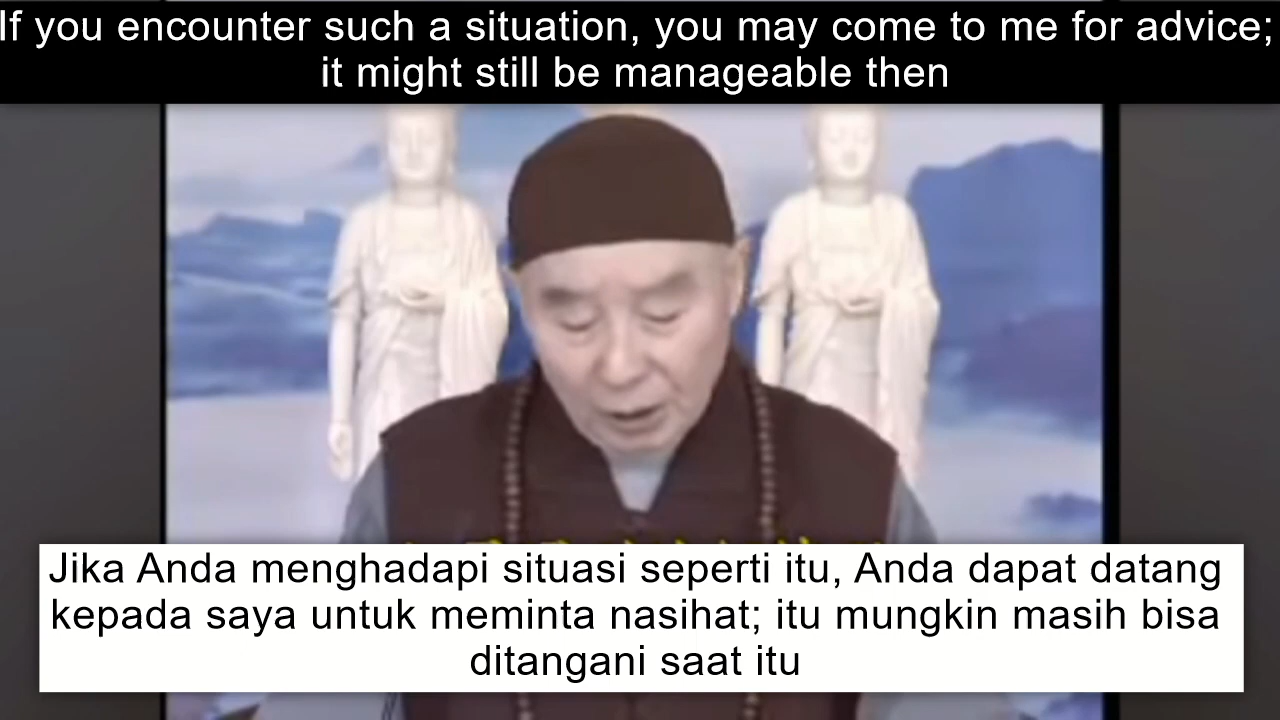 If you encounter such a situation, you may come to me for advice;
it might still be manageable then
Jika Anda menghadapi situasi seperti itu, Anda dapat datang
kepada saya untuk meminta nasihat; itu mungkin masih bisa
ditangani saat itu